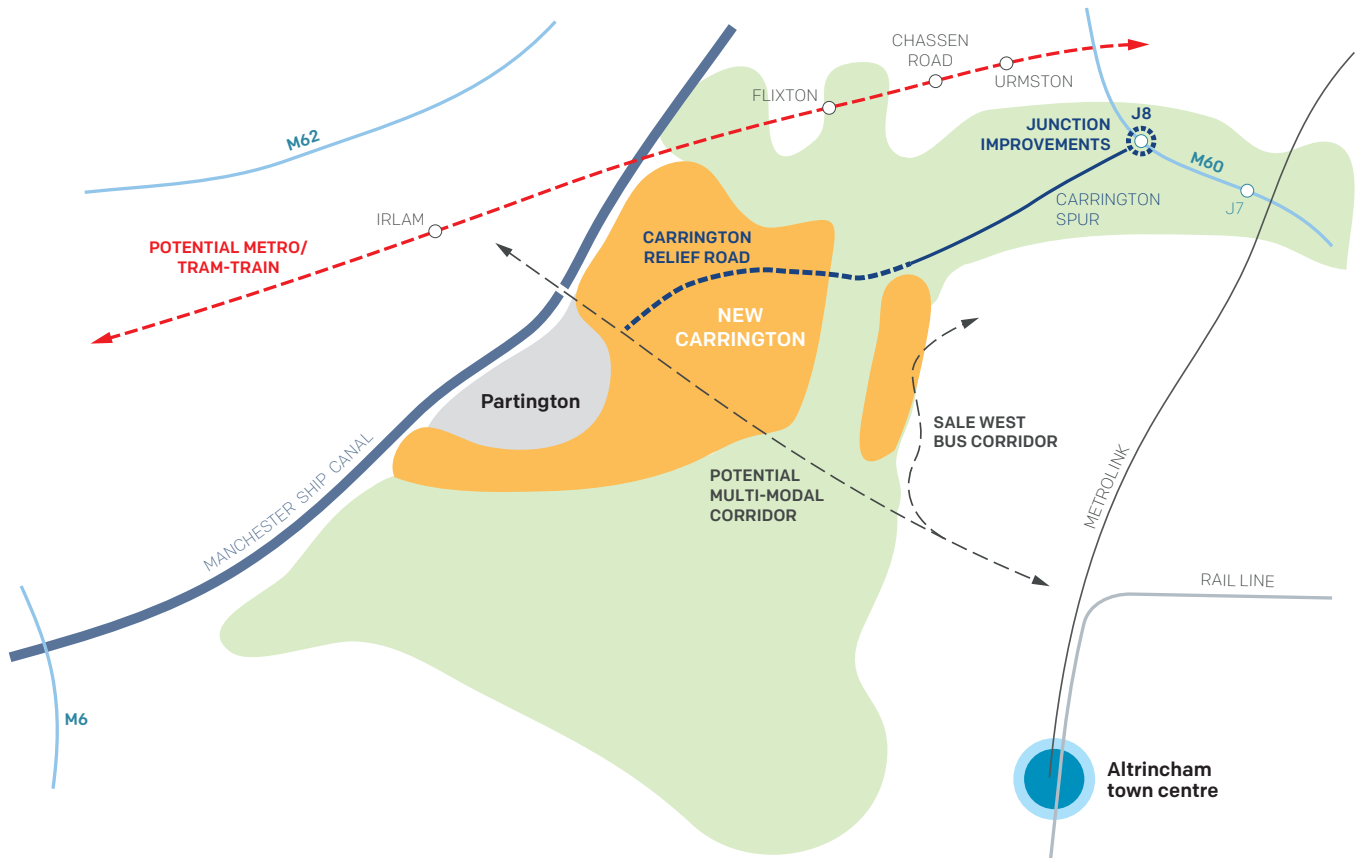 CHASSEN
ROAD
URMSTON
FLIXTON
J8
JUNCTION
IMPROVEMENTS
M62
M60
CARRINGTON
SPUR
J7
IRLAM
POTENTIAL METRO/
TRAM-TRAIN
CARRINGTON
RELIEF ROAD
NEW
CARRINGTON
Partington
SALE WEST
BUS CORRIDOR
POTENTIAL
MULTI-MODAL
CORRIDOR
METROLINK
MANCHESTER SHIP CANAL
RAIL LINE
M6
Altrincham
town centre